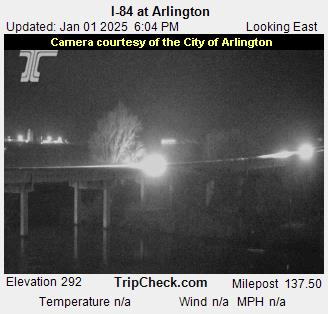 I-84 at Arlington
Updated: Jan 01 2025 6:04 PM Looking East
Camera courtesy of the City of Arlington
Elevation 292 TripCheck.com Milepost 137.50
Temperature n/a Wind n/a MPH n/a